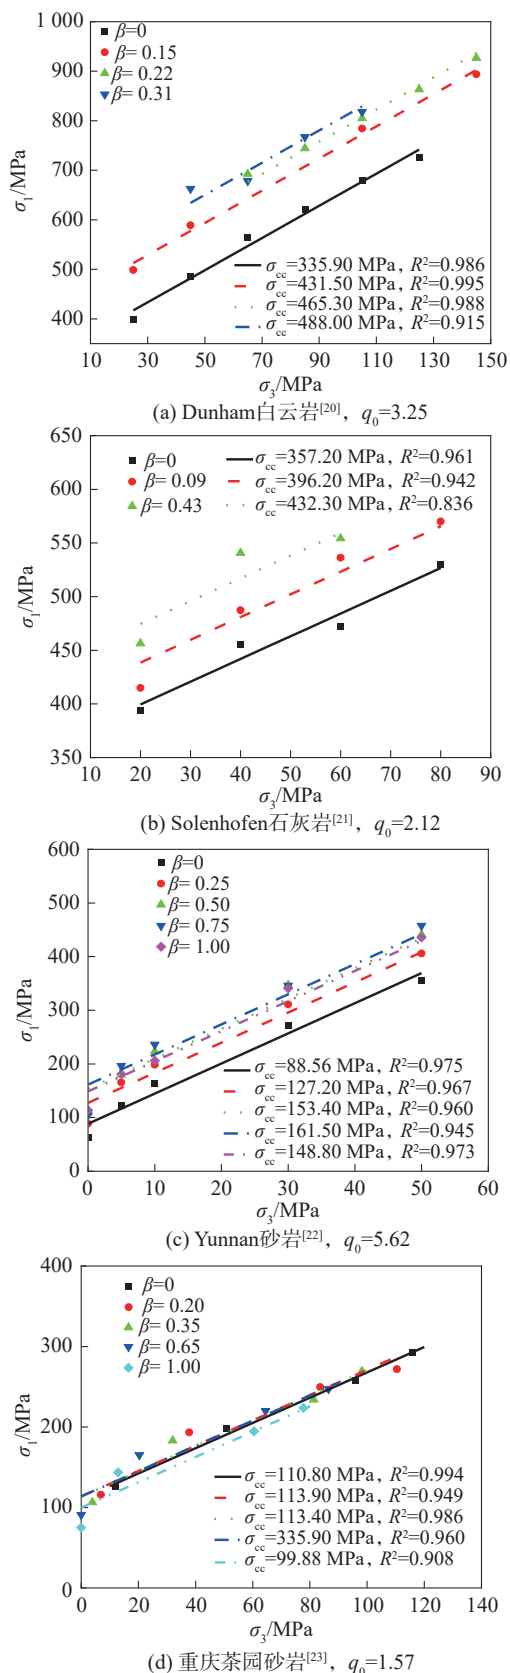 1 000
900
800
700
600
500
400
σ1/MPa
β=0
β= 0.15
β= 0.22
β= 0.31
σcc=335.90 MPa，R2=0.986
σcc=431.50 MPa，R2=0.995
σcc=465.30 MPa，R2=0.988
σcc=488.00 MPa，R2=0.915
10 30 50 70 90 110 130 150
σ3/MPa
(a) Dunham白云岩[20]，q0=3.25
650
600
550
500
450
400
350
σ1/MPa
β=0
β= 0.09
β= 0.43
σcc=357.20 MPa, R2=0.961
σcc=396.20 MPa, R2=0.942
σcc=432.30 MPa, R2=0.836
10 20 30 40 50 60 70 80 90
σ3/MPa
(b) Solenhofen石灰岩[21]，q0=2.12
600
500
400
300
200
100
0
σ1/MPa
β=0
β= 0.25
β= 0.50
β= 0.75
β= 1.00
σcc=88.56 MPa，R2=0.975
σcc=127.20 MPa，R2=0.967
σcc=153.40 MPa，R2=0.960
σcc=161.50 MPa，R2=0.945
σcc=148.80 MPa，R2=0.973
0 10 20 30 40 50 60
σ3/MPa
(c) Yunnan砂岩[22]，q0=5.62
400
300
200
100
0
σ1/MPa
β=0
β= 0.20
β= 0.35
β= 0.65
β= 1.00
σcc=110.80 MPa，R2=0.994
σcc=113.90 MPa，R2=0.949
σcc=113.40 MPa，R2=0.986
σcc=335.90 MPa，R2=0.960
σcc=99.88 MPa，R2=0.908
0 20 40 60 80 100 120 140
σ3/MPa
(d) 重庆茶园砂岩[23]，q0=1.57